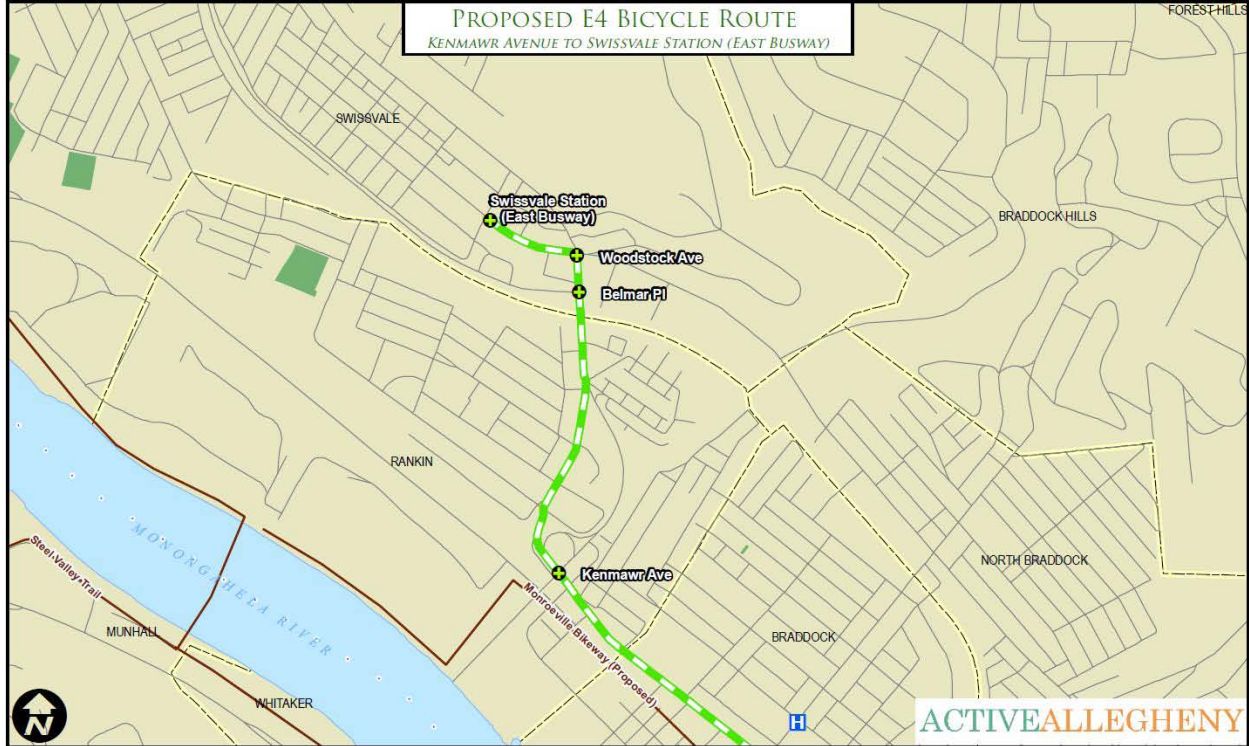 PROPOSED E4 BICYCLE ROUTE
KENMAWR AVENUE TO SWISSVALE STATION (EAST BUSWAY)
FOREST HILLS
SWISSVALE
Swissvale Station
(East Busway)
BRADDOCK HILLS
Woodstock Ave
Belmar Pl
RANKIN
MONONGAHELA RIVER
Steel Valley Trail
NORTH BRADDOCK
Kenmawr Ave
Monroeville Bikeway (Proposed)
MUNHALL
BRADDOCK
WHITAKER
N
H
ACTIVEALLEGHENY